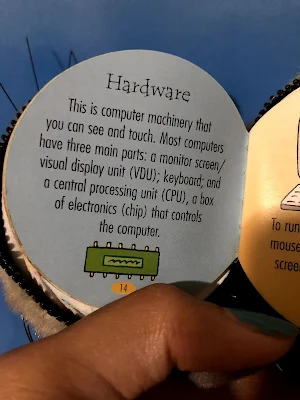 Hardware
This is computer machinery that
you can see and touch. Most computers
have three main parts: a monitor screen/
visual display unit (VDU); keyboard; and
a central processing unit (CPU), a box
of electronics (chip) that controls
the computer.
14
To run
mouse
scree